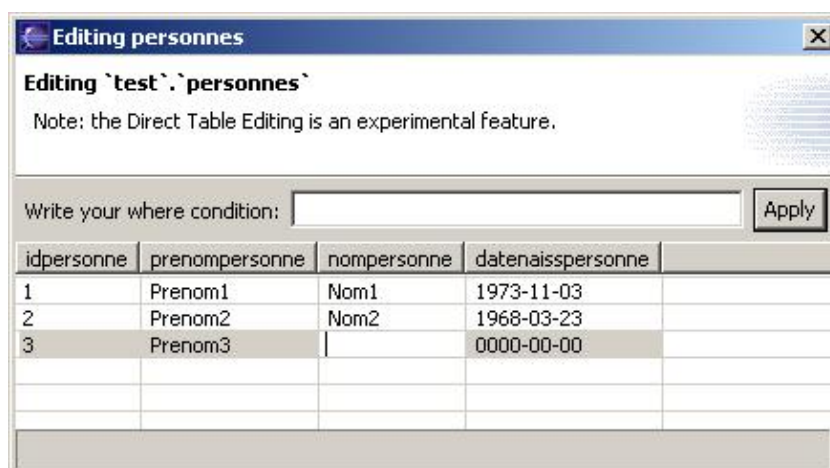 Editing personnes
Editing `test`.`personnes`
Note: the Direct Table Editing is an experimental feature.
Write your where condition: Apply
idpersonne prenompersonne nompersonne datenaisspersonne
1 Prenom1 Nom1 1973-11-03
2 Prenom2 Nom2 1968-03-23
3 Prenom3 0000-00-00